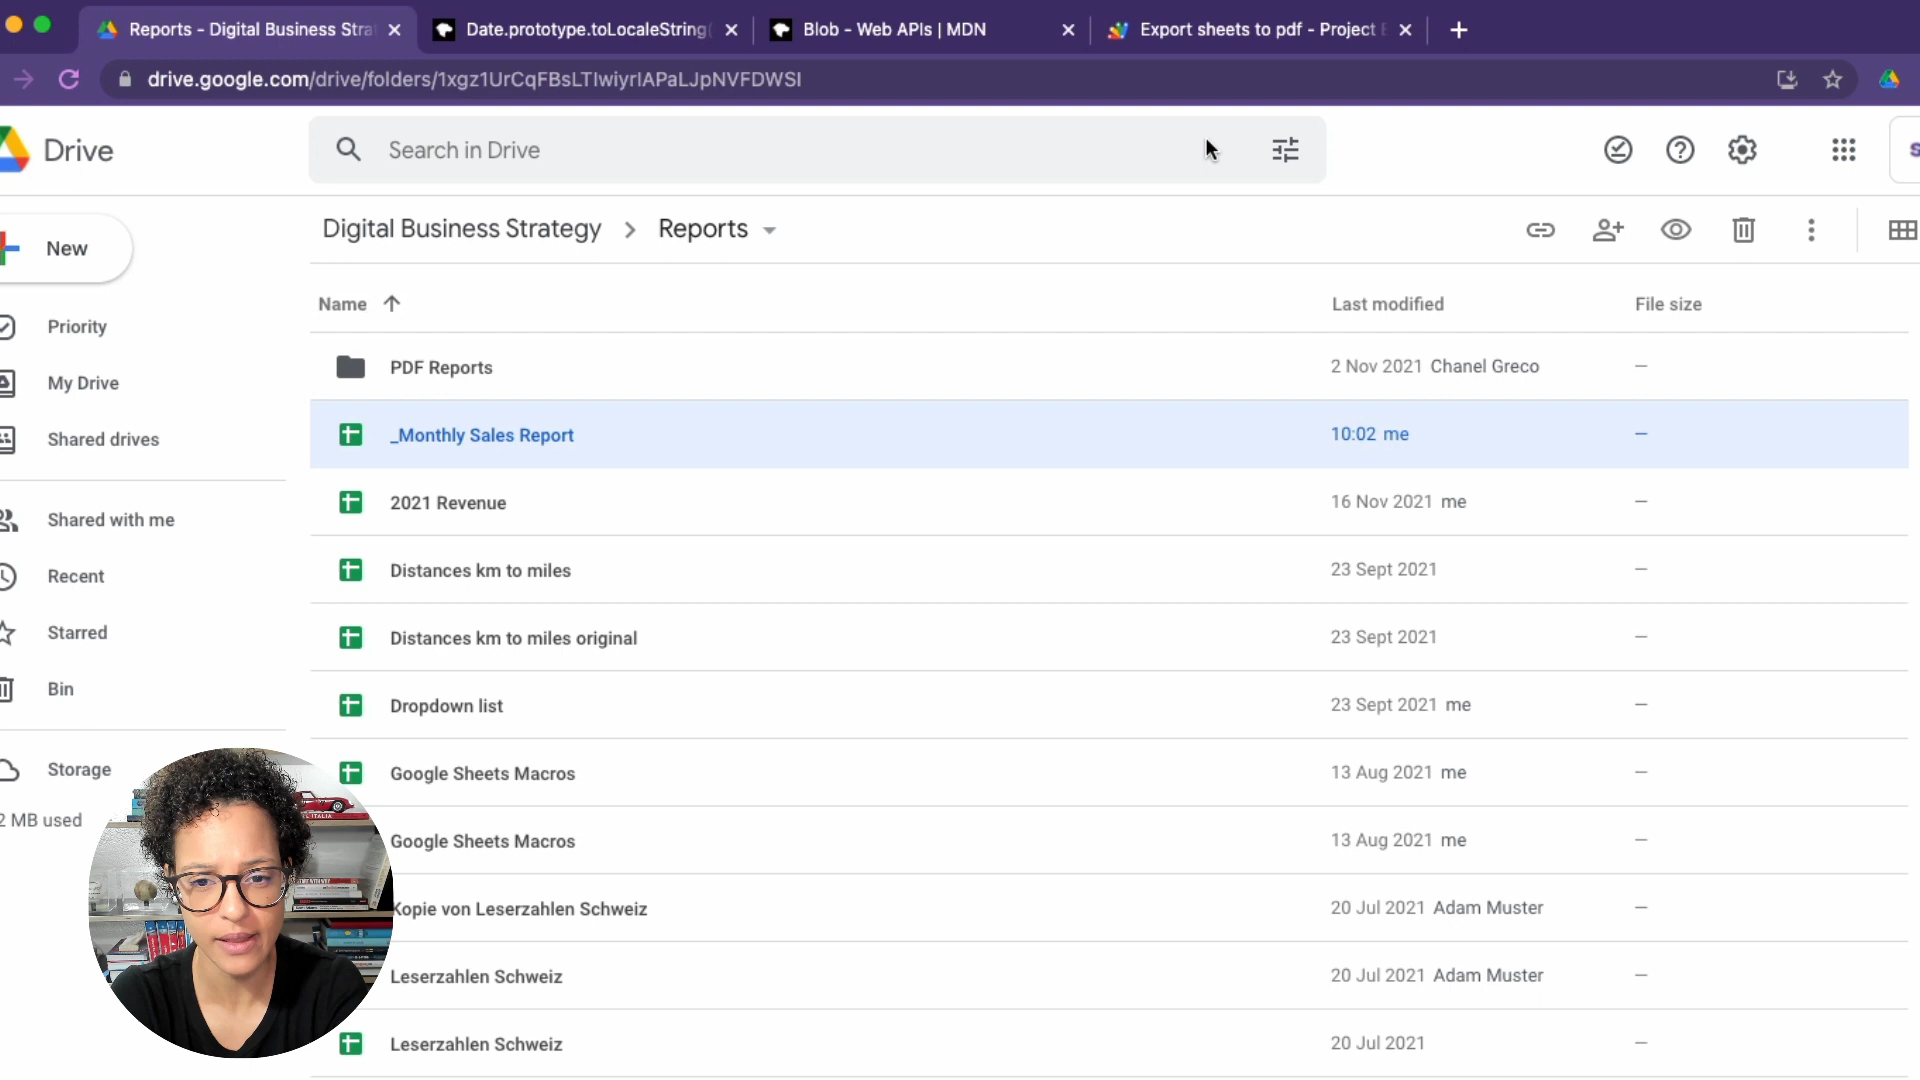 Reports - Digital Business Stra
Date.prototype.toLocaleString(
Blob - Web APIs | MDN
Export sheets to pdf - Project E
drive.google.com/drive/folders/1xgz1UrCqFBsLTIwiyrIAPaLJpNVFDWSI
Drive
Search in Drive
New
Digital Business Strategy > Reports
Name
Last modified
File size
Priority
My Drive
Shared drives
Shared with me
Recent
Starred
Bin
Storage
2 MB used
PDF Reports 2 Nov 2021 Chanel Greco –
_Monthly Sales Report 10:02 me –
2021 Revenue 16 Nov 2021 me –
Distances km to miles 23 Sept 2021 –
Distances km to miles original 23 Sept 2021 –
Dropdown list 23 Sept 2021 me –
Google Sheets Macros 13 Aug 2021 me –
Google Sheets Macros 13 Aug 2021 me –
Kopie von Leserzahlen Schweiz 20 Jul 2021 Adam Muster –
Leserzahlen Schweiz 20 Jul 2021 Adam Muster –
Leserzahlen Schweiz 20 Jul 2021 –
ITALIA